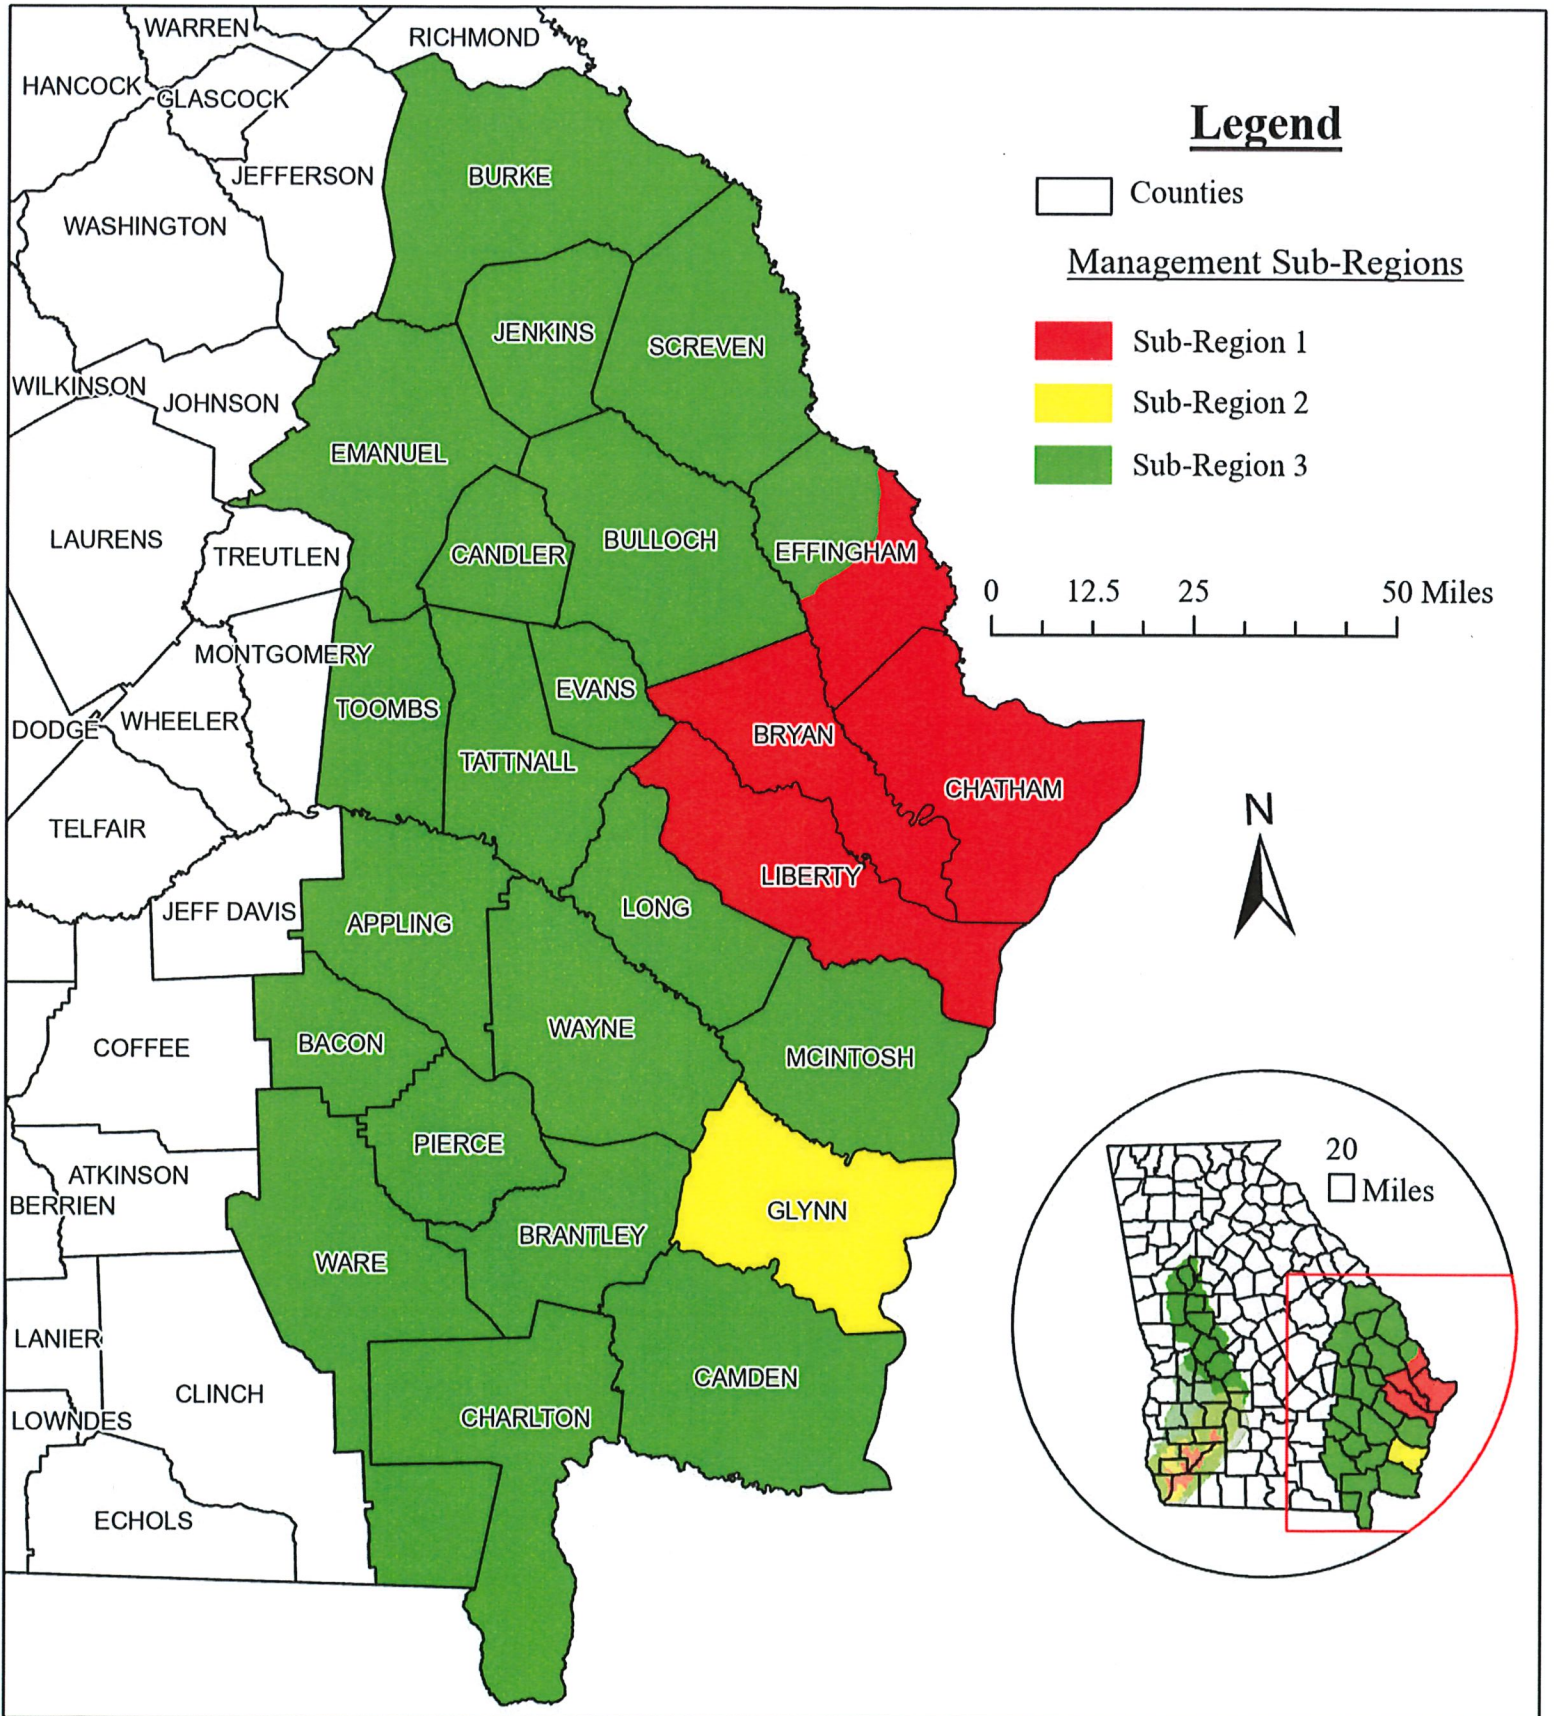 WARREN
RICHMOND
HANCOCK
GLASCOCK
JEFFERSON
BURKE
WASHINGTON
JENKINS
SCREVEN
WILKINSON
JOHNSON
EMANUEL
LAURENS
TREUTLEN
CANDLER
BULLOCH
EFFINGHAM
MONTGOMERY
EVANS
TOOMBS
DODGE
WHEELER
BRYAN
TATTNALL
CHATHAM
TELFAIR
LIBERTY
JEFF DAVIS
LONG
APPLING
COFFEE
BACON
WAYNE
MCINTOSH
PIERCE
ATKINSON
BERRIEN
GLYNN
BRANTLEY
WARE
LANIER
CAMDEN
CLINCH
LOWNDES
CHARLTON
ECHOLS
Legend
Counties
Management Sub-Regions
Sub-Region 1
Sub-Region 2
Sub-Region 3
0 12.5 25 50 Miles
N
20
Miles